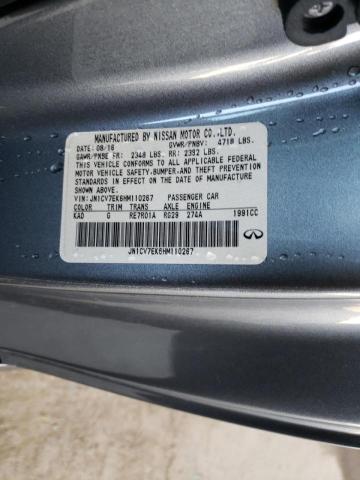 MANUFACTURED BY NISSAN MOTOR CO.,LTD.
DATE: 08/16 GVWR/PNBV: 4718 LBS.
GAWR/PNBE FR: 2348 LBS. RR: 2392 LBS.
THIS VEHICLE CONFORMS TO ALL APPLICABLE FEDERAL
MOTOR VEHICLE SAFETY,BUMPER,AND THEFT PREVENTION
STANDARDS IN EFFECT ON THE DATE OF MANUFACTURE
SHOWN ABOVE.
VIN: JN1CV7EK6HM110267 PASSENGER CAR
COLOR TRIM TRANS AXLE ENGINE
KAD G RE7R01A RG29 274A 1991CC
JN1CV7EK6HM110267